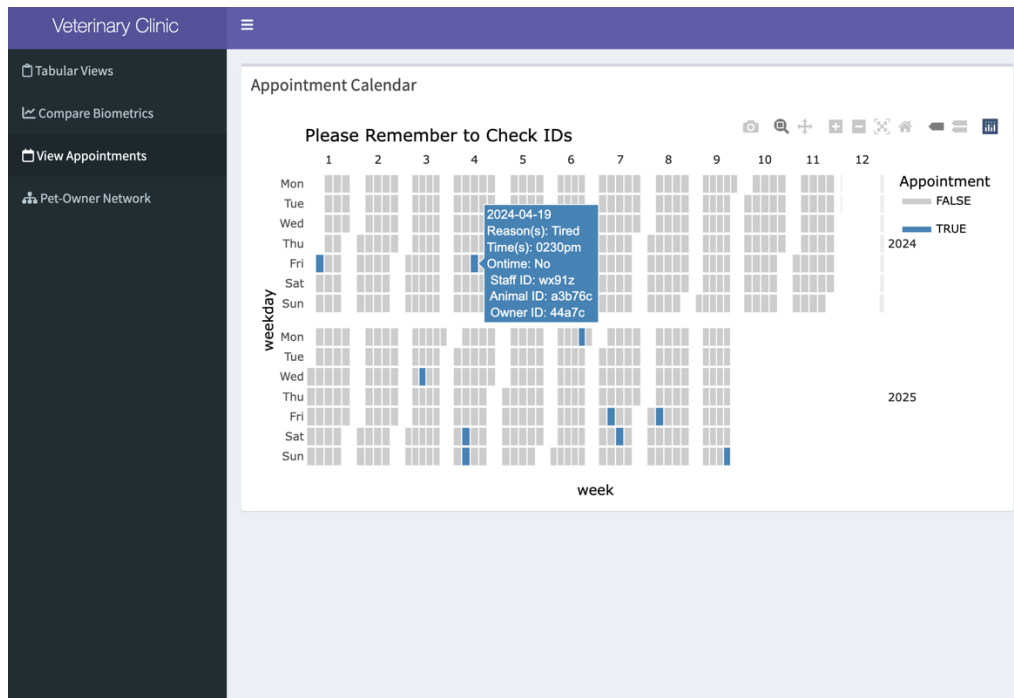 Veterinary Clinic
Tabular Views
Compare Biometrics
View Appointments
Pet-Owner Network
Appointment Calendar
Please Remember to Check IDs
1 2 3 4 5 6 7 8 9 10 11 12
Mon
Tue
Wed
Thu
Fri
Sat
Sun
2024-04-19
Reason(s): Tired
Time(s): 0230pm
Ontime: No
Staff ID: wx91z
Animal ID: a3b76c
Owner ID: 44a7c
Appointment
FALSE
TRUE
2024
weekday
Mon
Tue
Wed
Thu
Fri
Sat
Sun
2025
week